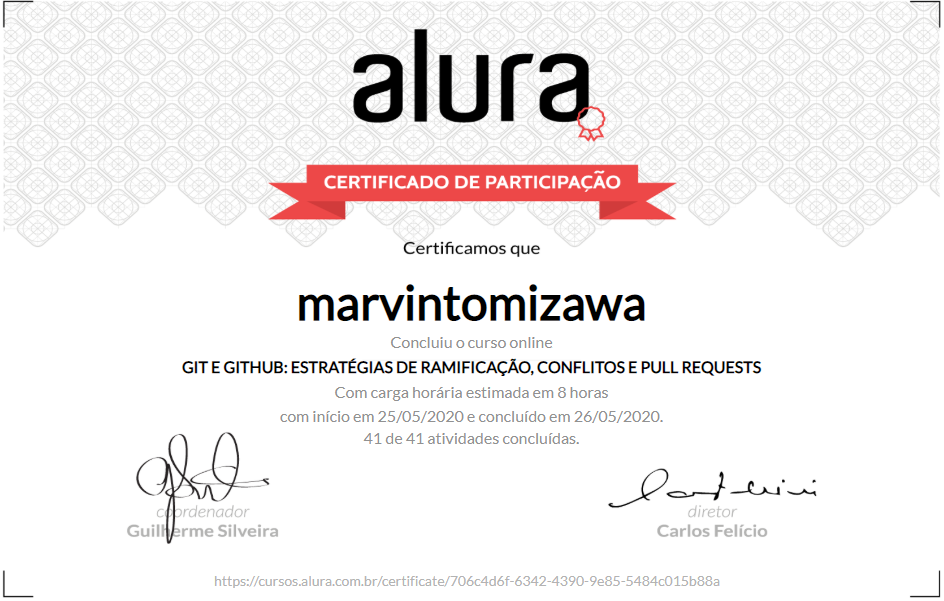 alura
CERTIFICADO DE PARTICIPAÇÃO
Certificamos que
marvintomizawa
Concluiu o curso online
GIT E GITHUB: ESTRATÉGIAS DE RAMIFICAÇÃO, CONFLITOS E PULL REQUESTS
Com carga horária estimada em 8 horas
com início em 25/05/2020 e concluído em 26/05/2020.
41 de 41 atividades concluídas.
coordenador
Guilherme Silveira
diretor
Carlos Felício
https://cursos.alura.com.br/certificate/706c4d6f-6342-4390-9e85-5484c015b88a